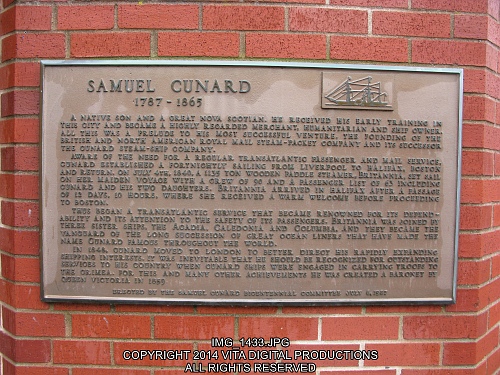 SAMUEL CUNARD
1787 - 1865
A NATIVE SON AND A GREAT NOVA SCOTIAN. HE RECEIVED HIS EARLY TRAINING IN
THIS CITY AND BECAME A HIGHLY REGARDED MERCHANT, HUMANITARIAN AND SHIP OWNER.
ALL THIS WAS A PRELUDE TO HIS MOST SUCCESSFUL VENTURE, THE FOUNDING OF THE
BRITISH AND NORTH AMERICAN ROYAL MAIL STEAM-PACKET COMPANY AND ITS SUCCESSOR
THE CUNARD STEAM-SHIP COMPANY.
AWARE OF THE NEED FOR A REGULAR TRANSATLANTIC PASSENGER AND MAIL SERVICE,
CUNARD ESTABLISHED A FORTNIGHTLY SAILING FROM LIVERPOOL TO HALIFAX, BOSTON
AND RETURN. ON JULY 4TH, 1840, A 1135 TON WOODEN PADDLE STEAMER, BRITANNIA, SET SAIL
ON HER MAIDEN VOYAGE WITH A CREW OF 96 AND A PASSENGER LIST OF 63 INCLUDING
CUNARD AND HIS TWO DAUGHTERS. BRITANNIA ARRIVED IN HALIFAX AFTER A PASSAGE
OF 12 DAYS, 10 HOURS, WHERE SHE RECEIVED A WARM WELCOME BEFORE PROCEEDING
TO BOSTON.
THUS BEGAN A TRANSATLANTIC SERVICE THAT BECAME RENOWNED FOR ITS DEPEND-
ABILITY AND ITS ATTENTION TO THE SAFETY OF ITS PASSENGERS. BRITANNIA WAS JOINED BY
THREE SISTER SHIPS, THE ACADIA, CALEDONIA, AND COLUMBIA, AND THEY BECAME THE
VANGUARD OF THE LONG SUCCESSION OF GREAT OCEAN LINERS THAT HAVE MADE THE
NAME CUNARD FAMOUS THROUGHOUT THE WORLD.
IN 1848, CUNARD MOVED TO LONDON TO BETTER DIRECT HIS RAPIDLY EXPANDING
SHIPPING INTERESTS. IT WAS INEVITABLE THAT HE SHOULD BE RECOGNIZED FOR OUTSTANDING
SERVICES TO HIS COUNTRY WHEN CUNARD SHIPS WERE ENGAGED IN CARRYING TROOPS TO
THE CRIMEA. FOR THIS AND MANY OTHER ACHIEVEMENTS HE WAS CREATED A BARONET BY
QUEEN VICTORIA IN 1859.
ERECTED BY THE SAMUEL CUNARD BICENTENNIAL COMMITTEE JULY
IMG_1433.JPG
COPYRIGHT 2014 VITA DIGITAL PRODUCTIONS
ALL RIGHTS RESERVED